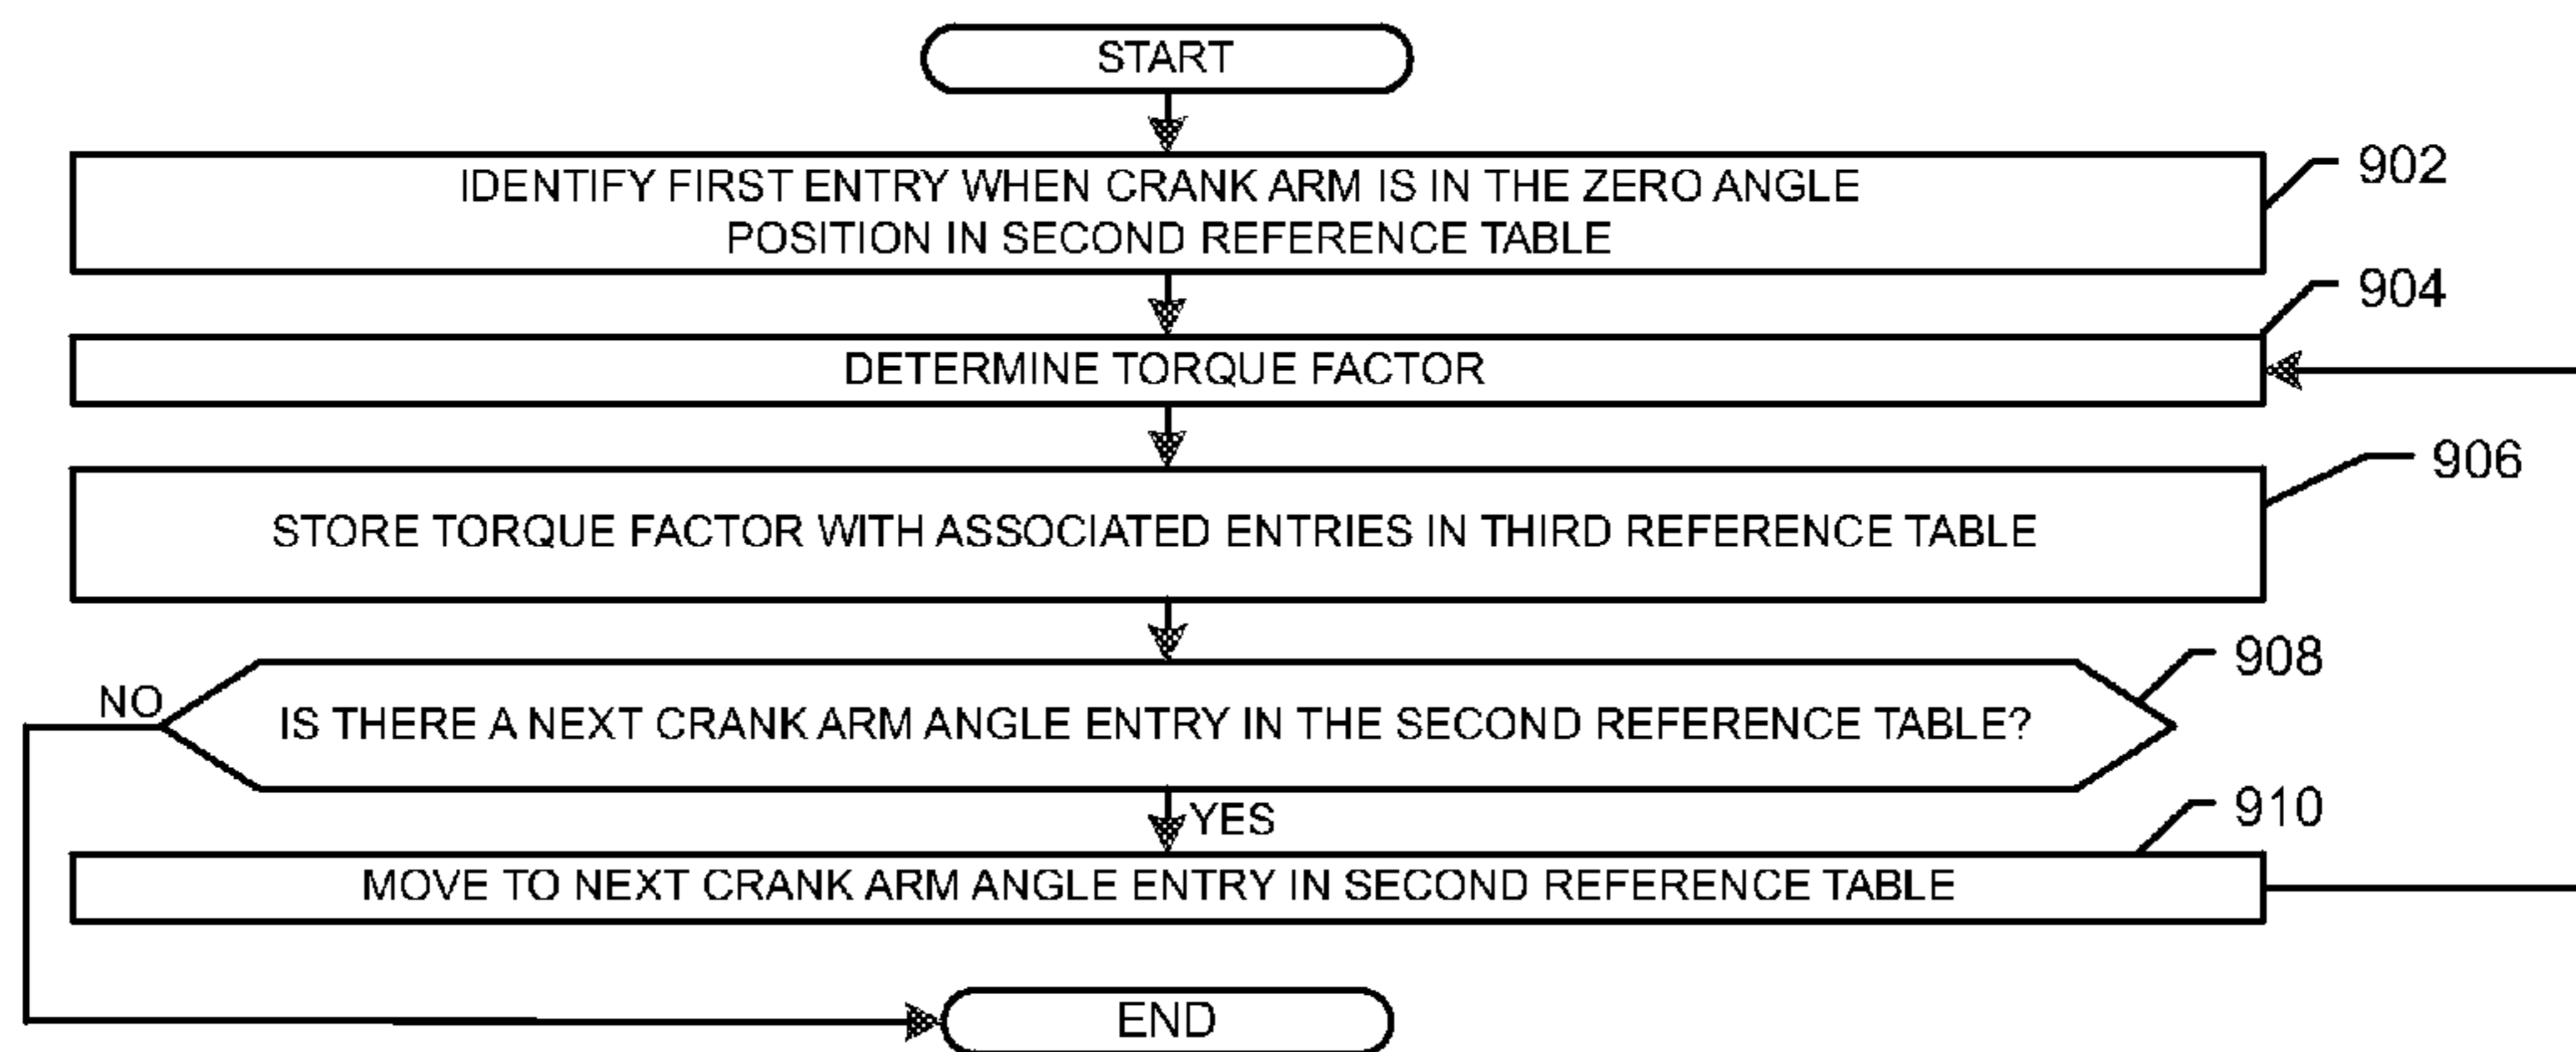 START
IDENTIFY FIRST ENTRY WHEN CRANK ARM IS IN THE ZERO ANGLE
POSITION IN SECOND REFERENCE TABLE
902
DETERMINE TORQUE FACTOR
904
STORE TORQUE FACTOR WITH ASSOCIATED ENTRIES IN THIRD REFERENCE TABLE
906
NO
IS THERE A NEXT CRANK ARM ANGLE ENTRY IN THE SECOND REFERENCE TABLE?
908
YES
MOVE TO NEXT CRANK ARM ANGLE ENTRY IN SECOND REFERENCE TABLE
910
END